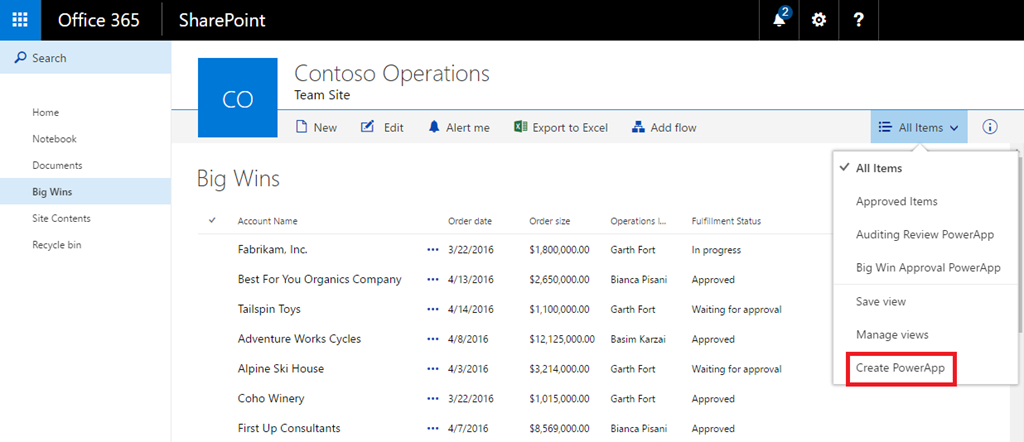 Office 365 SharePoint 2 ?
Search
Contoso Operations
CO
Team Site
Home
Notebook
Documents
Big Wins
Site Contents
Recycle bin
New Edit Alert me Export to Excel Add flow All Items
Big Wins
Account Name Order date Order size Operations l... Fulfillment Status
Fabrikam, Inc. ••• 3/22/2016 $1,800,000.00 Garth Fort In progress
Best For You Organics Company ••• 4/13/2016 $2,650,000.00 Bianca Pisani Approved
Tailspin Toys ••• 4/14/2016 $1,100,000.00 Garth Fort Waiting for approval
Adventure Works Cycles ••• 4/8/2016 $12,125,000.00 Basim Karzai Approved
Alpine Ski House ••• 4/3/2016 $3,214,000.00 Garth Fort Waiting for approval
Coho Winery ••• 3/22/2016 $1,015,000.00 Garth Fort Approved
First Up Consultants ••• 4/7/2016 $8,569,000.00 Bianca Pisani Approved
All Items
Approved Items
Auditing Review PowerApp
Big Win Approval PowerApp
Save view
Manage views
Create PowerApp